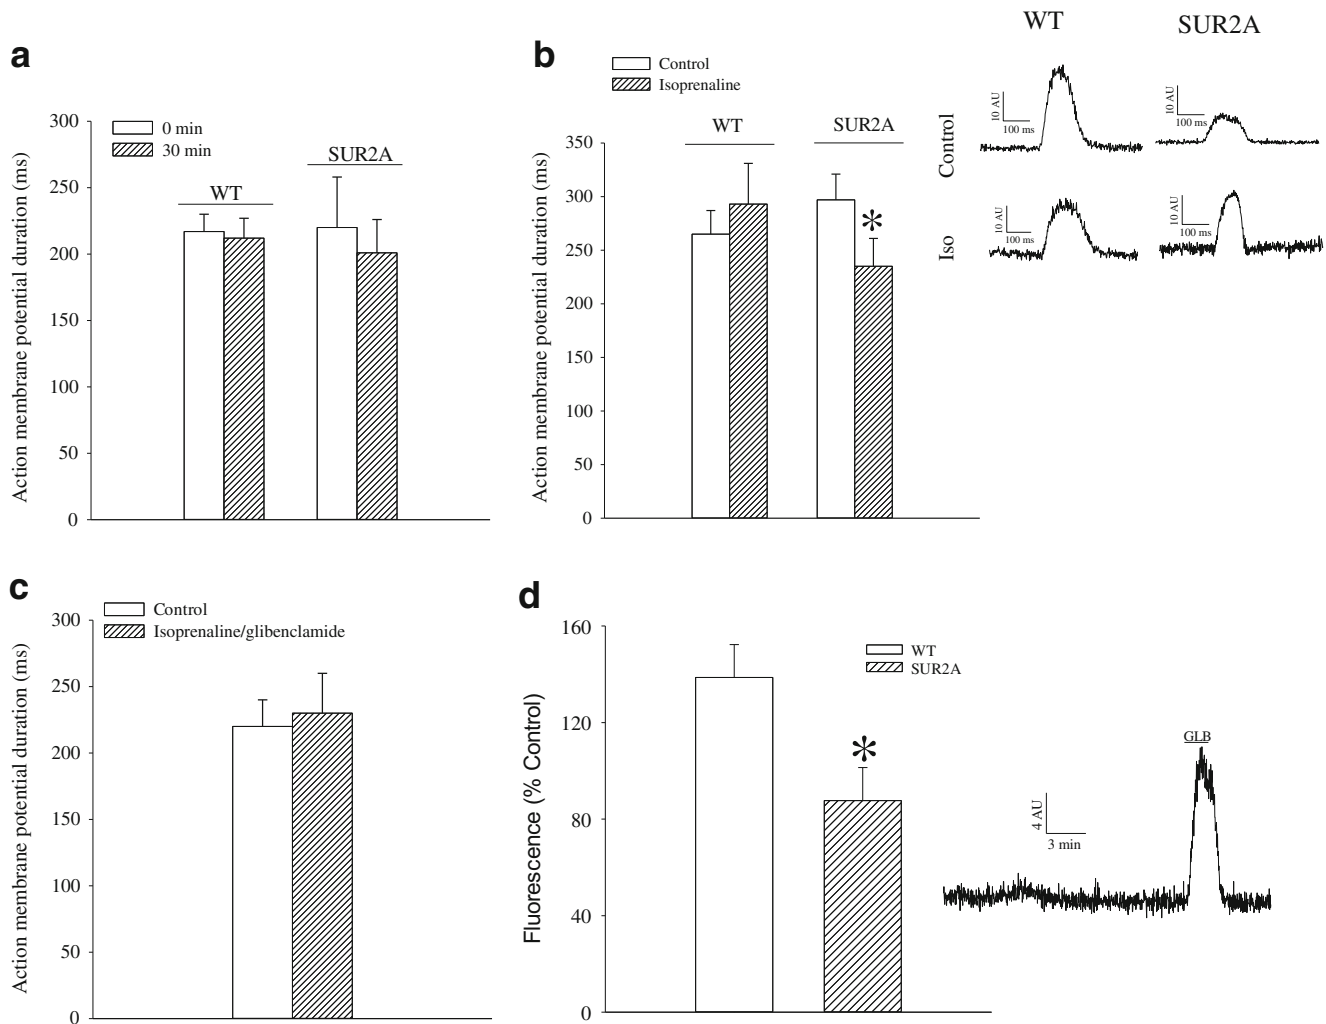 a
0 min
30 min
WT
SUR2A
300
250
200
150
100
50
0
Action membrane potential duration (ms)
b
Control
Isoprenaline
WT
SUR2A
*
350
300
250
200
150
100
50
0
Action membrane potential duration (ms)
WT
SUR2A
Control
Iso
10 AU
100 ms
10 AU
100 ms
10 AU
100 ms
10 AU
100 ms
c
Control
Isoprenaline/glibenclamide
300
250
200
150
100
50
0
Action membrane potential duration (ms)
d
WT
SUR2A
*
160
120
80
40
0
Fluorescence (% Control)
GLB
4 AU
3 min